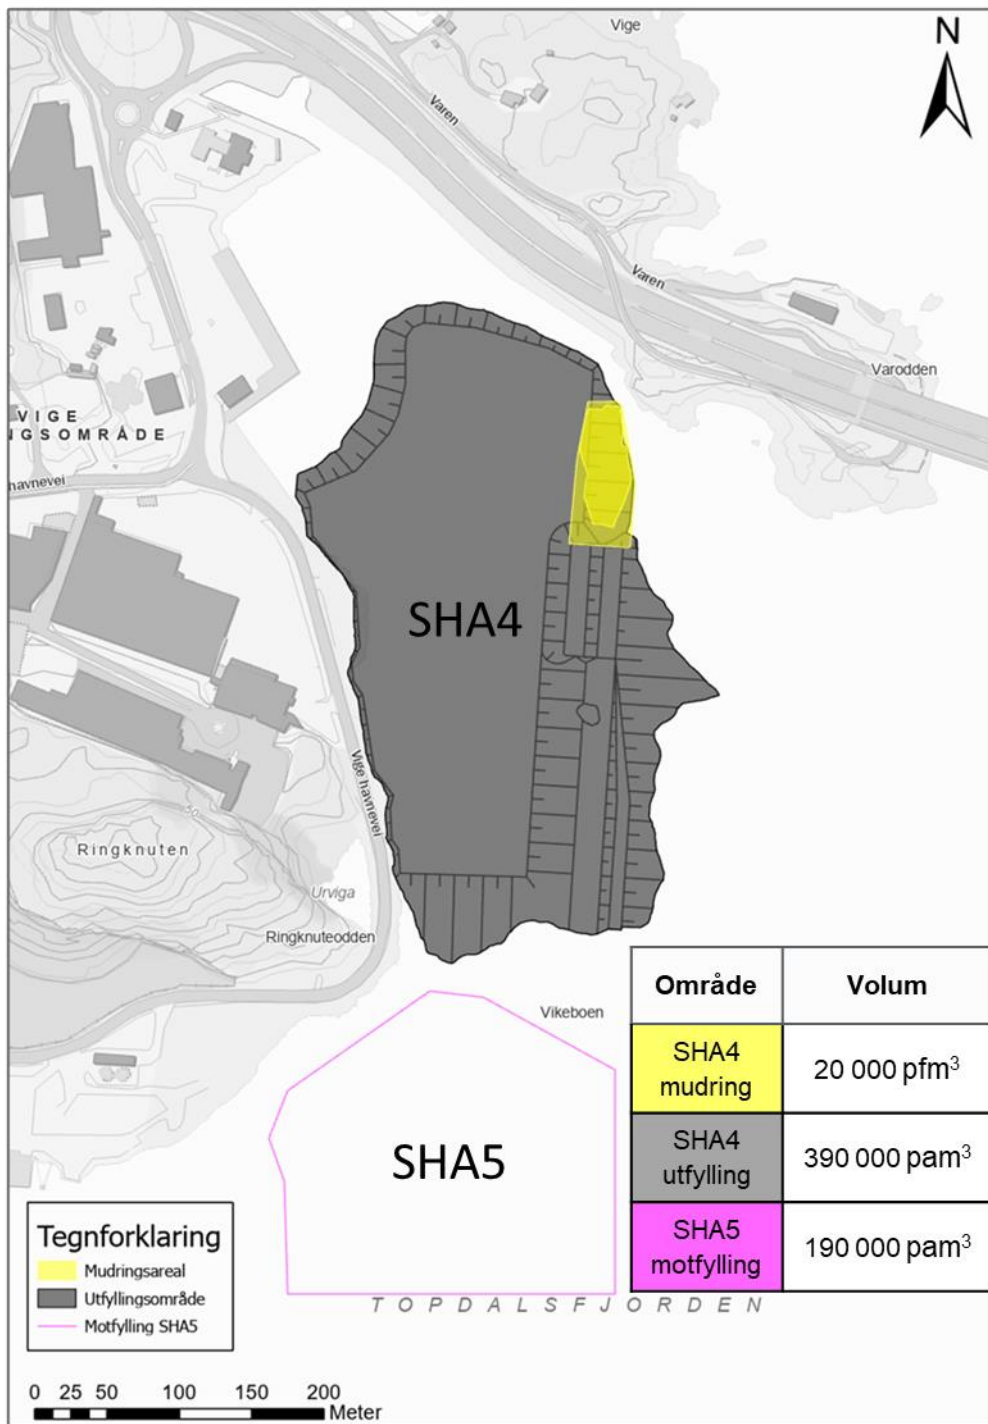 Vige
N
Varen
Varen
Varodden
VIGE
NGSOMRÅDE
havnevei
SHA4
Vige havnevei
50
Ringknuten
Urviga
Ringknuteodden
Vikeboen
Område Volum
SHA4 mudring 20 000 pfm³
SHA4 utfylling 390 000 pam³
SHA5 motfylling 190 000 pam³
SHA5
TOPDALSFJORDEN
Tegnforklaring
Mudringsareal
Utfyllingsområde
Motfylling SHA5
0 25 50 100 150 200
Meter